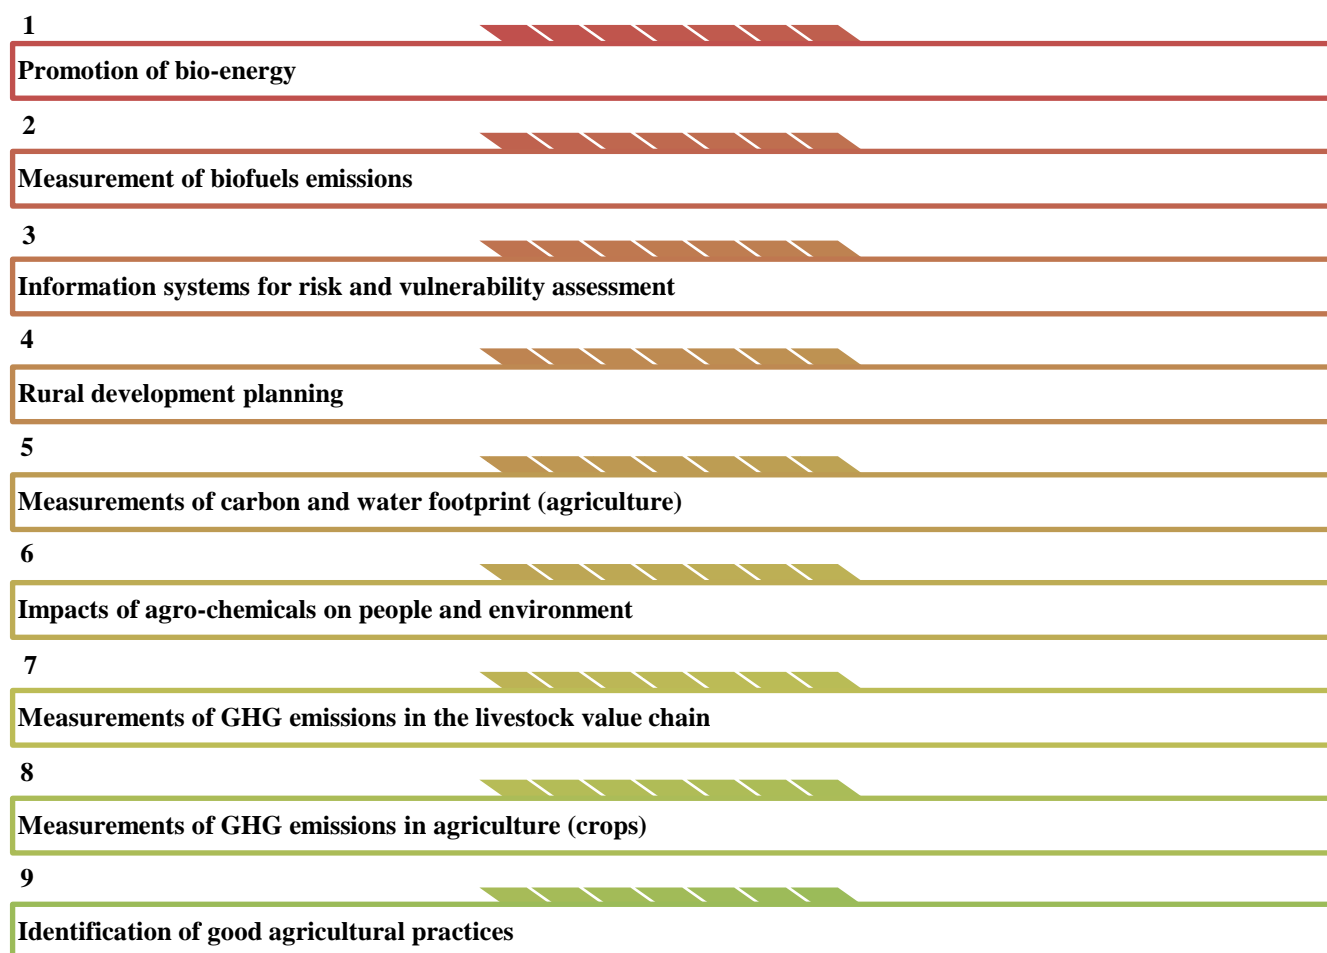 1
Promotion of bio-energy
2
Measurement of biofuels emissions
3
Information systems for risk and vulnerability assessment
4
Rural development planning
5
Measurements of carbon and water footprint (agriculture)
6
Impacts of agro-chemicals on people and environment
7
Measurements of GHG emissions in the livestock value chain
8
Measurements of GHG emissions in agriculture (crops)
9
Identification of good agricultural practices